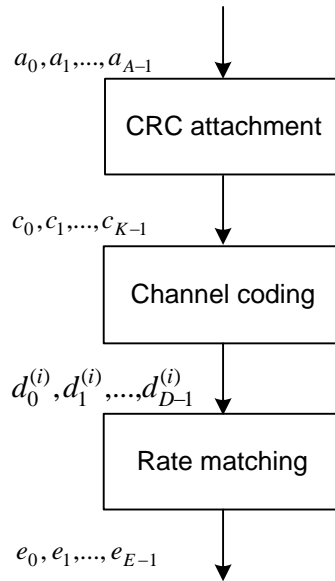 a_0, a_1,..., a_{A-1}
CRC attachment
c_0, c_1,..., c_{K-1}
Channel coding
d_0^{(i)}, d_1^{(i)},..., d_{D-1}^{(i)}
Rate matching
e_0, e_1,..., e_{E-1}